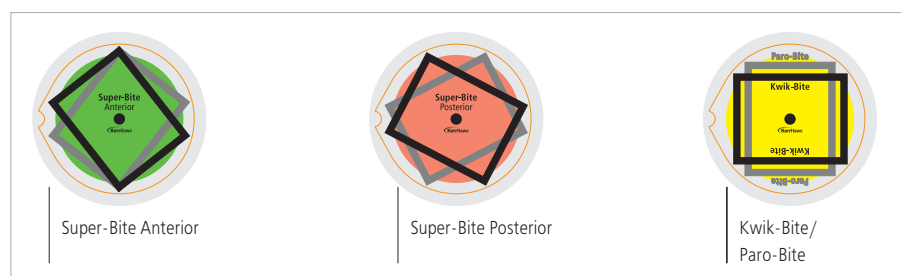 Super-Bite
Anterior
KerrHawe
Super-Bite Anterior
Super-Bite
Posterior
KerrHawe
Super-Bite Posterior
Paro-Bite
Kwik-Bite
Kwik-Bite
Paro-Bite
Kwik-Bite/
Paro-Bite